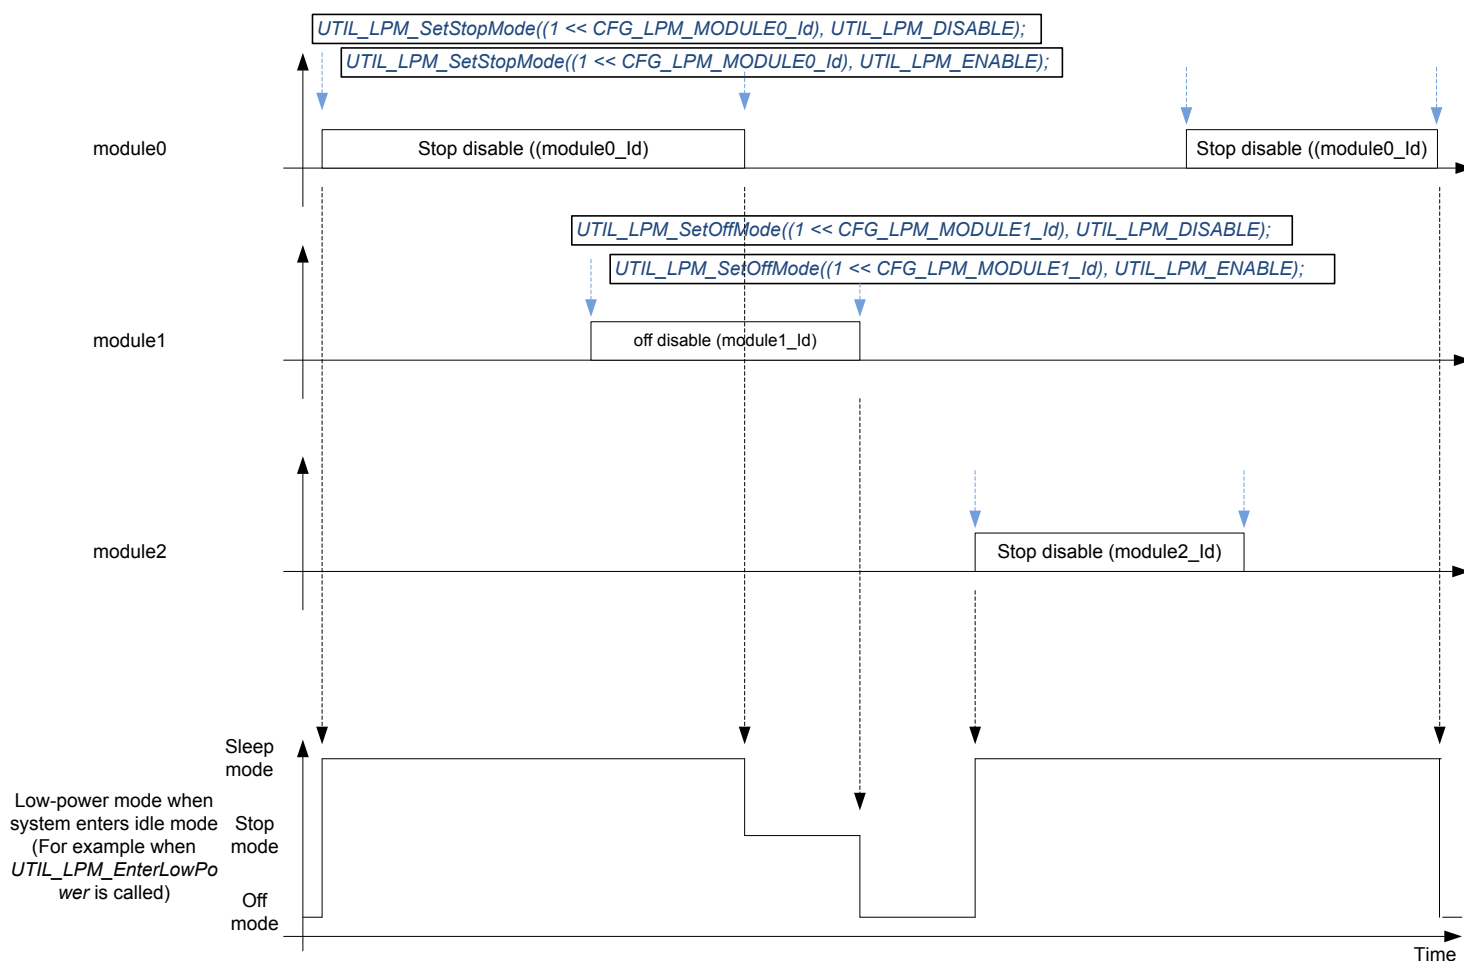 UTIL_LPM_SetStopMode((1 << CFG_LPM_MODULE0_Id), UTIL_LPM_DISABLE);
UTIL_LPM_SetStopMode((1 << CFG_LPM_MODULE0_Id), UTIL_LPM_ENABLE);
module0
Stop disable ((module0_Id)
Stop disable ((module0_Id)
UTIL_LPM_SetOffMode((1 << CFG_LPM_MODULE1_Id), UTIL_LPM_DISABLE);
UTIL_LPM_SetOffMode((1 << CFG_LPM_MODULE1_Id), UTIL_LPM_ENABLE);
module1
off disable (module1_Id)
module2
Stop disable (module2_Id)
Sleep
mode
Low-power mode when
system enters idle mode
(For example when
UTIL_LPM_EnterLowPo
wer is called)
Stop
mode
Off
mode
Time